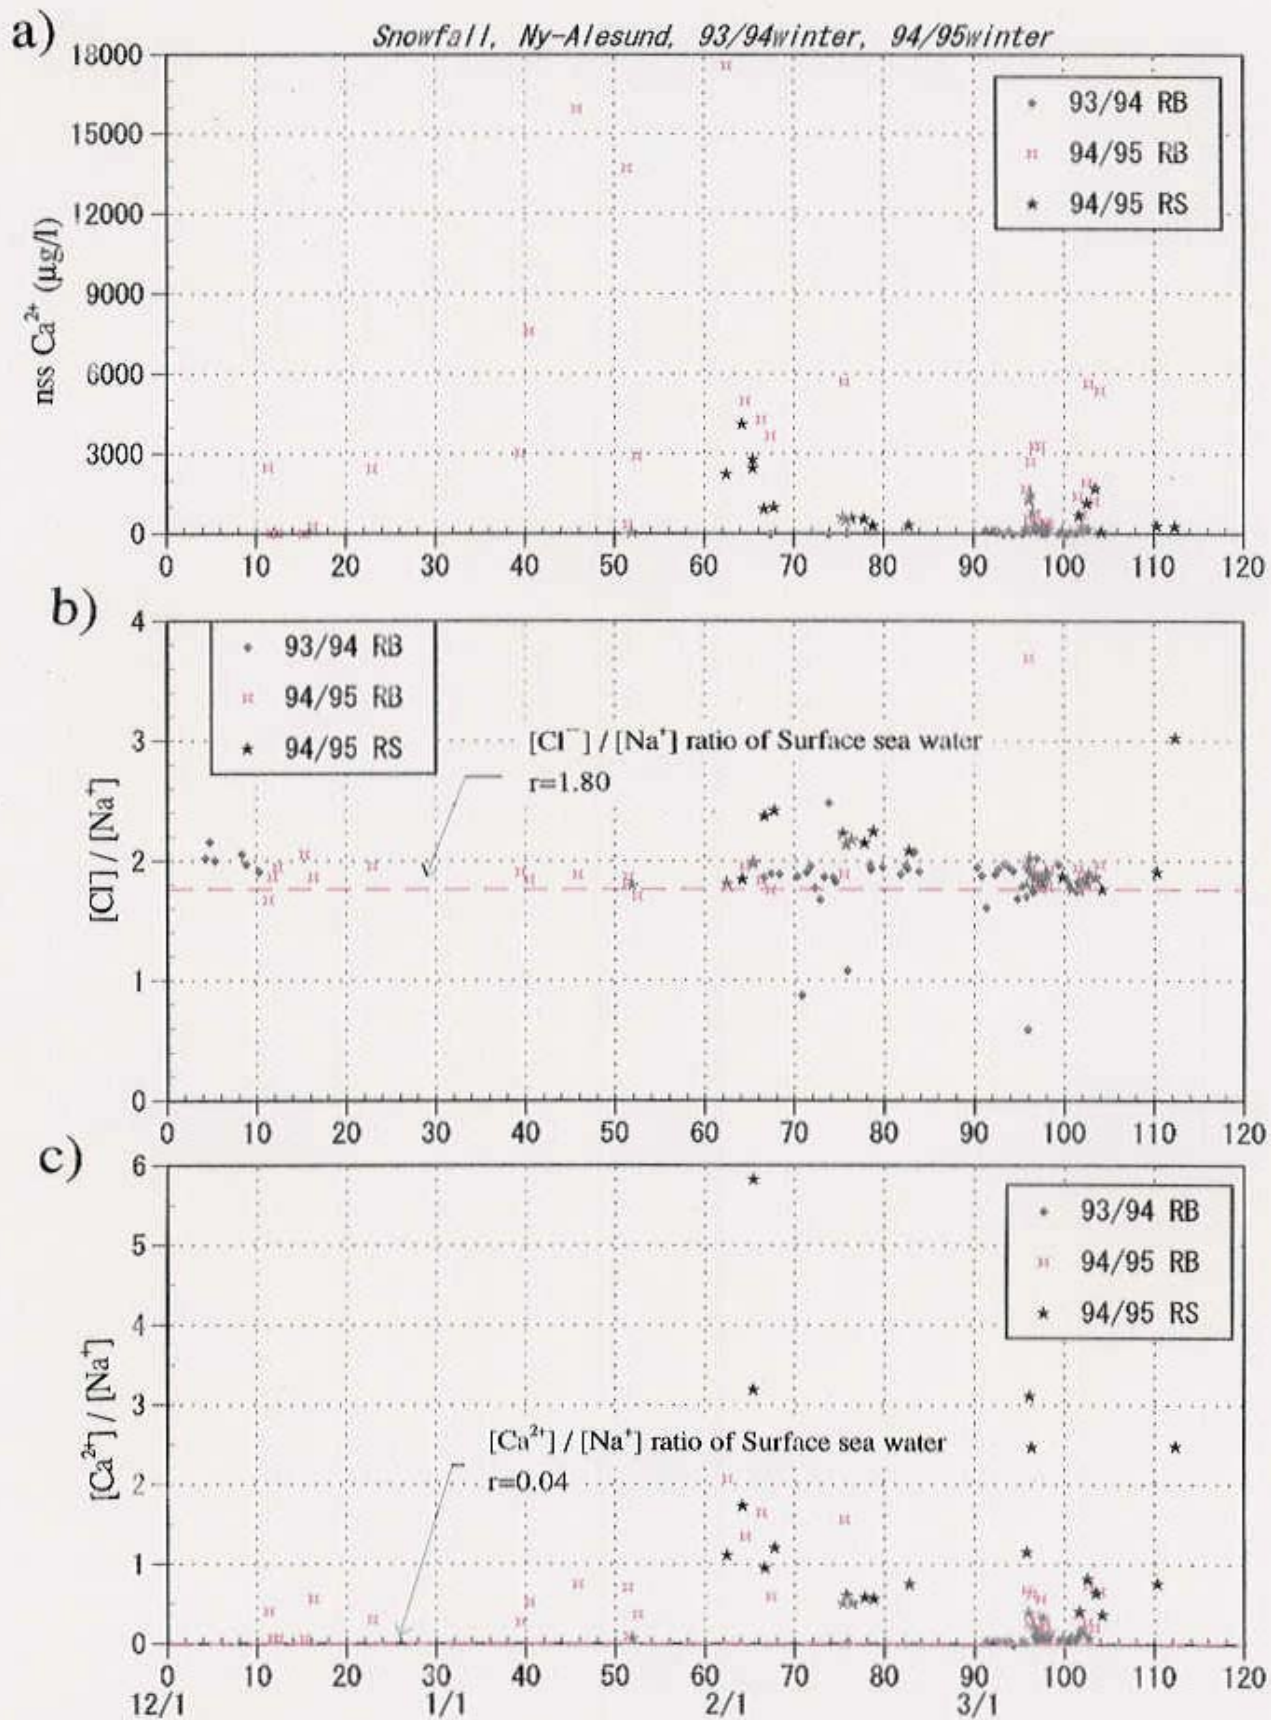 a)
Snowfall, Ny-Alesund, 93/94winter, 94/95winter
18000
15000
12000
9000
6000
3000
0
nss Ca²⁺ (μg/l)
93/94 RB
94/95 RB
94/95 RS
0 10 20 30 40 50 60 70 80 90 100 110 120
b)
4
3
2
1
0
[Cl⁻] / [Na⁺]
93/94 RB
94/95 RB
94/95 RS
[Cl⁻] / [Na⁺] ratio of Surface sea water
r=1.80
0 10 20 30 40 50 60 70 80 90 100 110 120
c)
6
5
4
3
2
1
0
[Ca²⁺] / [Na⁺]
93/94 RB
94/95 RB
94/95 RS
[Ca²⁺] / [Na⁺] ratio of Surface sea water
r=0.04
0 10 20 30 40 50 60 70 80 90 100 110 120
12/1 1/1 2/1 3/1